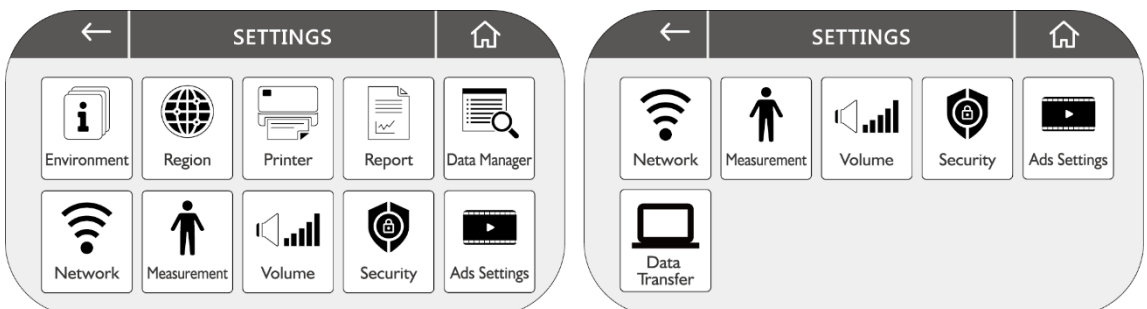 SETTINGS
Environment
Region
Printer
Report
Data Manager
Network
Measurement
Volume
Security
Ads Settings
SETTINGS
Network
Measurement
Volume
Security
Ads Settings
Data
Transfer